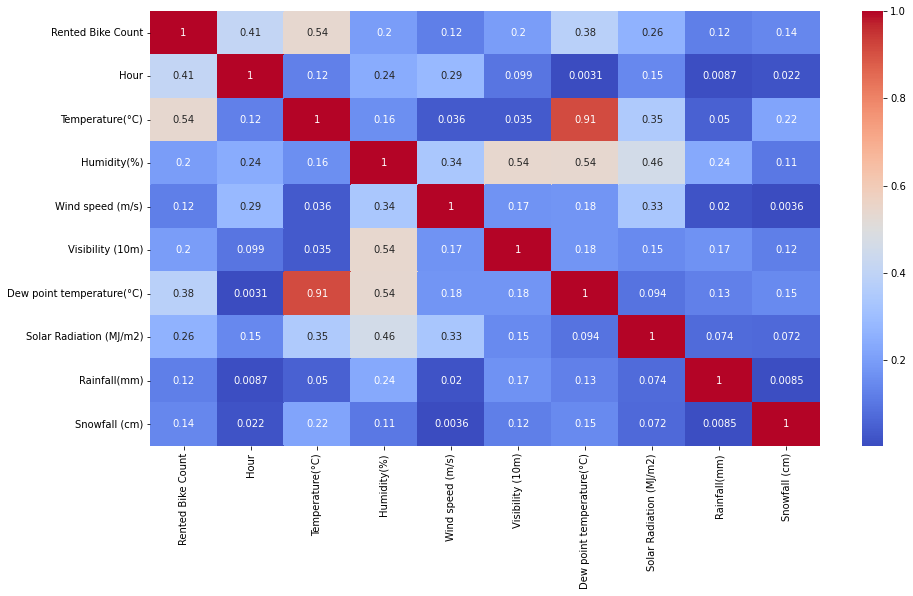 Rented Bike Count 1 0.41 0.54 0.2 0.12 0.2 0.38 0.26 0.12 0.14
Hour 0.41 1 0.12 0.24 0.29 0.099 0.0031 0.15 0.0087 0.022
Temperature(°C) 0.54 0.12 1 0.16 0.036 0.035 0.91 0.35 0.05 0.22
Humidity(%) 0.2 0.24 0.16 1 0.34 0.54 0.54 0.46 0.24 0.11
Wind speed (m/s) 0.12 0.29 0.036 0.34 1 0.17 0.18 0.33 0.02 0.0036
Visibility (10m) 0.2 0.099 0.035 0.54 0.17 1 0.18 0.15 0.17 0.12
Dew point temperature(°C) 0.38 0.0031 0.91 0.54 0.18 0.18 1 0.094 0.13 0.15
Solar Radiation (MJ/m2) 0.26 0.15 0.35 0.46 0.33 0.15 0.094 1 0.074 0.072
Rainfall(mm) 0.12 0.0087 0.05 0.24 0.02 0.17 0.13 0.074 1 0.0085
Snowfall (cm) 0.14 0.022 0.22 0.11 0.0036 0.12 0.15 0.072 0.0085 1
Rented Bike Count
Hour
Temperature(°C)
Humidity(%)
Wind speed (m/s)
Visibility (10m)
Dew point temperature(°C)
Solar Radiation (MJ/m2)
Rainfall(mm)
Snowfall (cm)
1.0
0.8
0.6
0.4
0.2